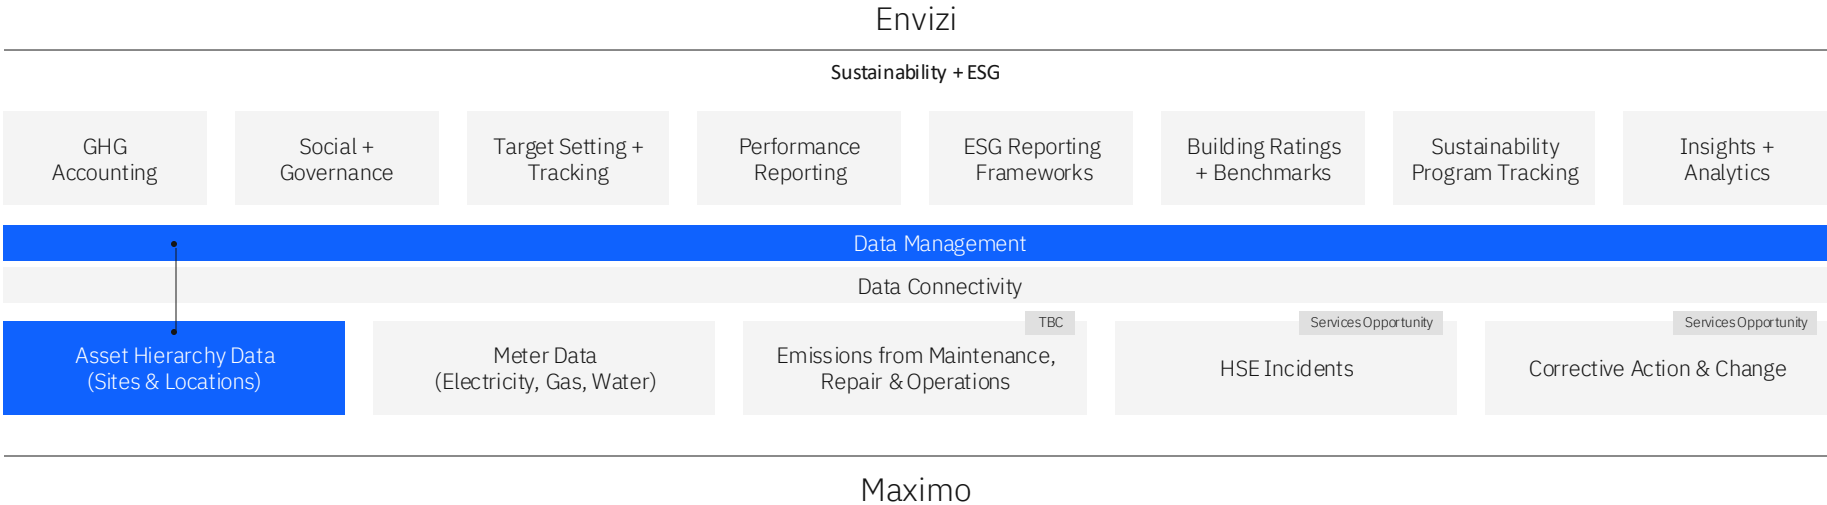 Envizi
Sustainability + ESG
GHG
Accounting
Social +
Governance
Target Setting +
Tracking
Performance
Reporting
ESG Reporting
Frameworks
Building Ratings
+ Benchmarks
Sustainability
Program Tracking
Insights +
Analytics
Data Management
Data Connectivity
Asset Hierarchy Data
(Sites & Locations)
Meter Data
(Electricity, Gas, Water)
TBC
Emissions from Maintenance,
Repair & Operations
Services Opportunity
HSE Incidents
Services Opportunity
Corrective Action & Change
Maximo